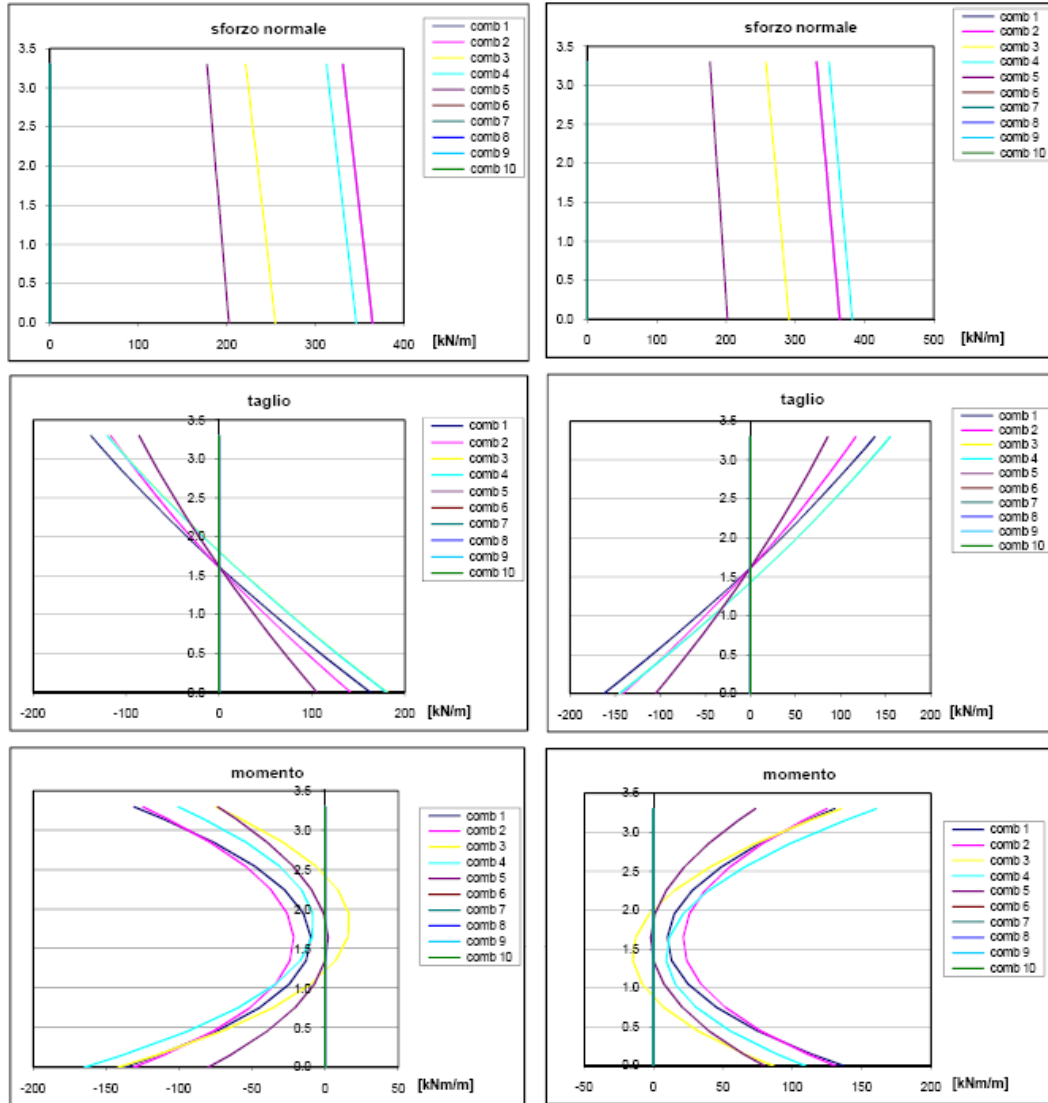 sforzo normale
3.5
3.0
2.5
2.0
1.5
1.0
0.5
0.0
0 100 200 300 400 [kN/m]
comb 1
comb 2
comb 3
comb 4
comb 5
comb 6
comb 7
comb 8
comb 9
comb 10
sforzo normale
3.5
3.0
2.5
2.0
1.5
1.0
0.5
0.0
0 100 200 300 400 500 [kN/m]
comb 1
comb 2
comb 3
comb 4
comb 5
comb 6
comb 7
comb 8
comb 9
comb 10
taglio
3.5
3.0
2.5
2.0
1.5
1.0
0.5
0.0
-200 -100 0 100 200 [kN/m]
comb 1
comb 2
comb 3
comb 4
comb 5
comb 6
comb 7
comb 8
comb 9
comb 10
taglio
3.5
3.0
2.5
2.0
1.5
1.0
0.5
0.0
-200 -150 -100 -50 0 50 100 150 200 [kN/m]
comb 1
comb 2
comb 3
comb 4
comb 5
comb 6
comb 7
comb 8
comb 9
comb 10
momento
3.5
3.0
2.5
2.0
1.5
1.0
0.5
0.0
-200 -150 -100 -50 0 50 [kNm/m]
comb 1
comb 2
comb 3
comb 4
comb 5
comb 6
comb 7
comb 8
comb 9
comb 10
momento
3.5
3.0
2.5
2.0
1.5
1.0
0.5
0.0
-50 0 50 100 150 200 [kNm/m]
comb 1
comb 2
comb 3
comb 4
comb 5
comb 6
comb 7
comb 8
comb 9
comb 10